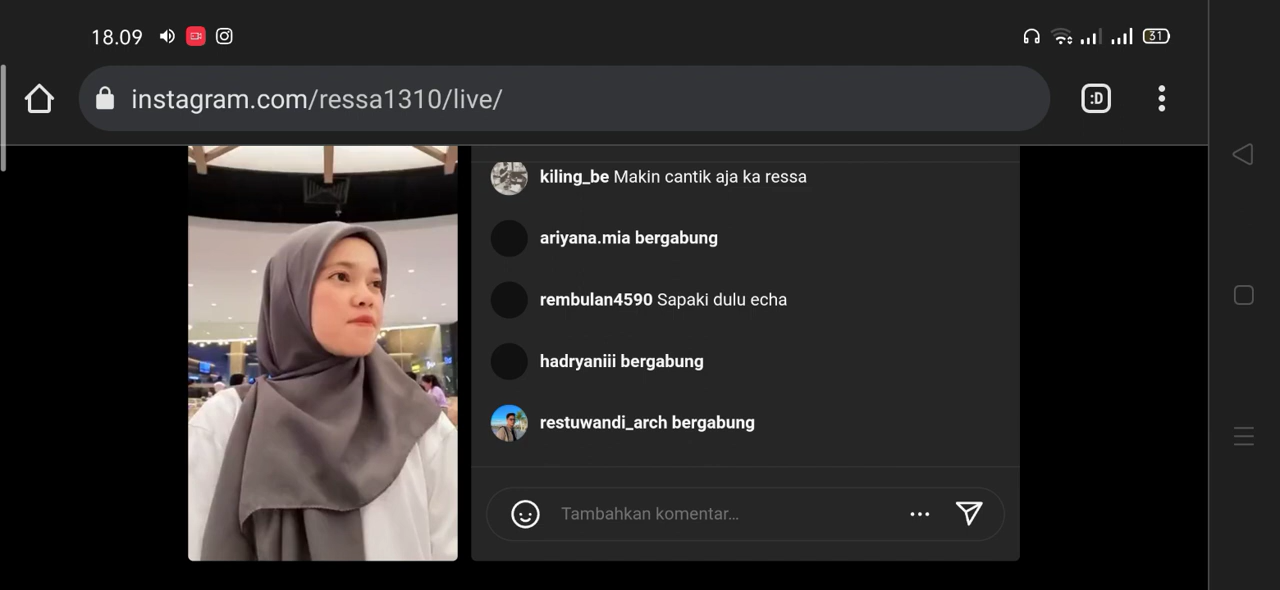 18.09
31
instagram.com/ressa1310/live/
:D
kiling_be Makin cantik aja ka ressa
ariyana.mia bergabung
rembulan4590 Sapaki dulu echa
hadryaniii bergabung
restuwandi_arch bergabung
Tambahkan komentar...